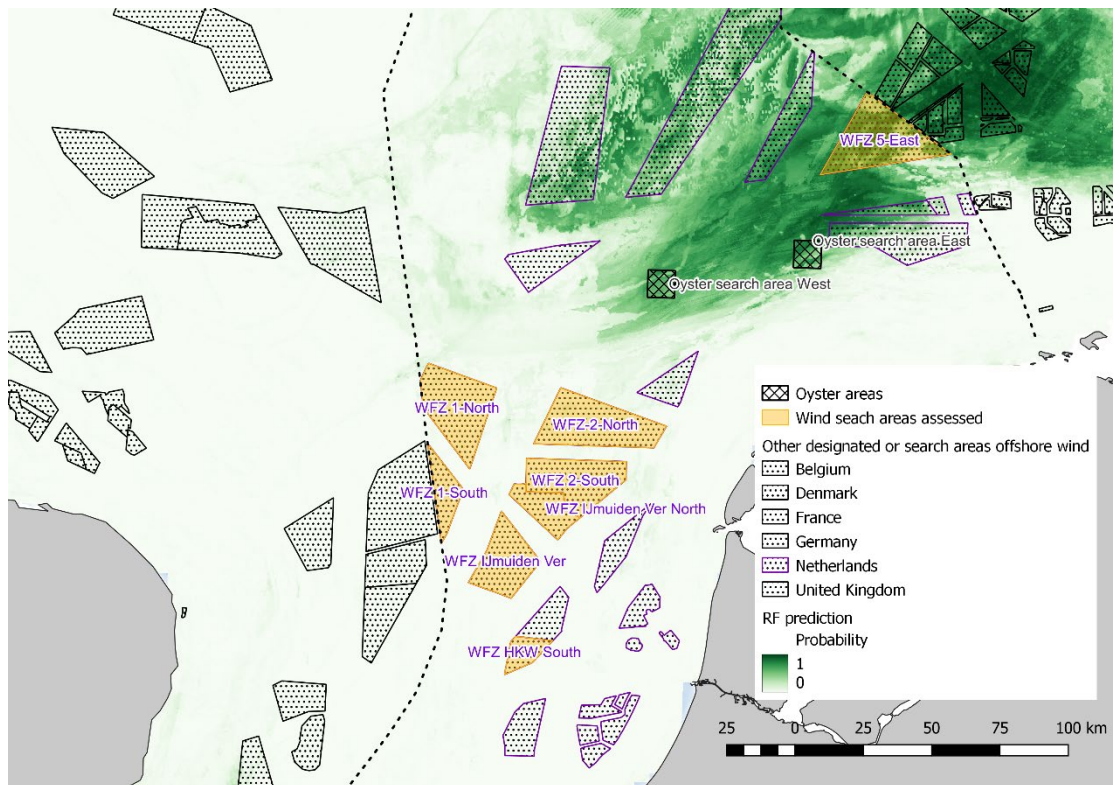 WFZ 5-East
Oyster search area East
Oyster search area West
WFZ 1-North
WFZ-2-North
WFZ 1-South
WFZ 2-South
WFZ IJmuiden Ver North
WFZ IJmuiden Ver
WFZ HKW South
Oyster areas
Wind seach areas assessed
Other designated or search areas offshore wind
Belgium
Denmark
France
Germany
Netherlands
United Kingdom
RF prediction
Probability
1
0
25 0 25 50 75 100 km